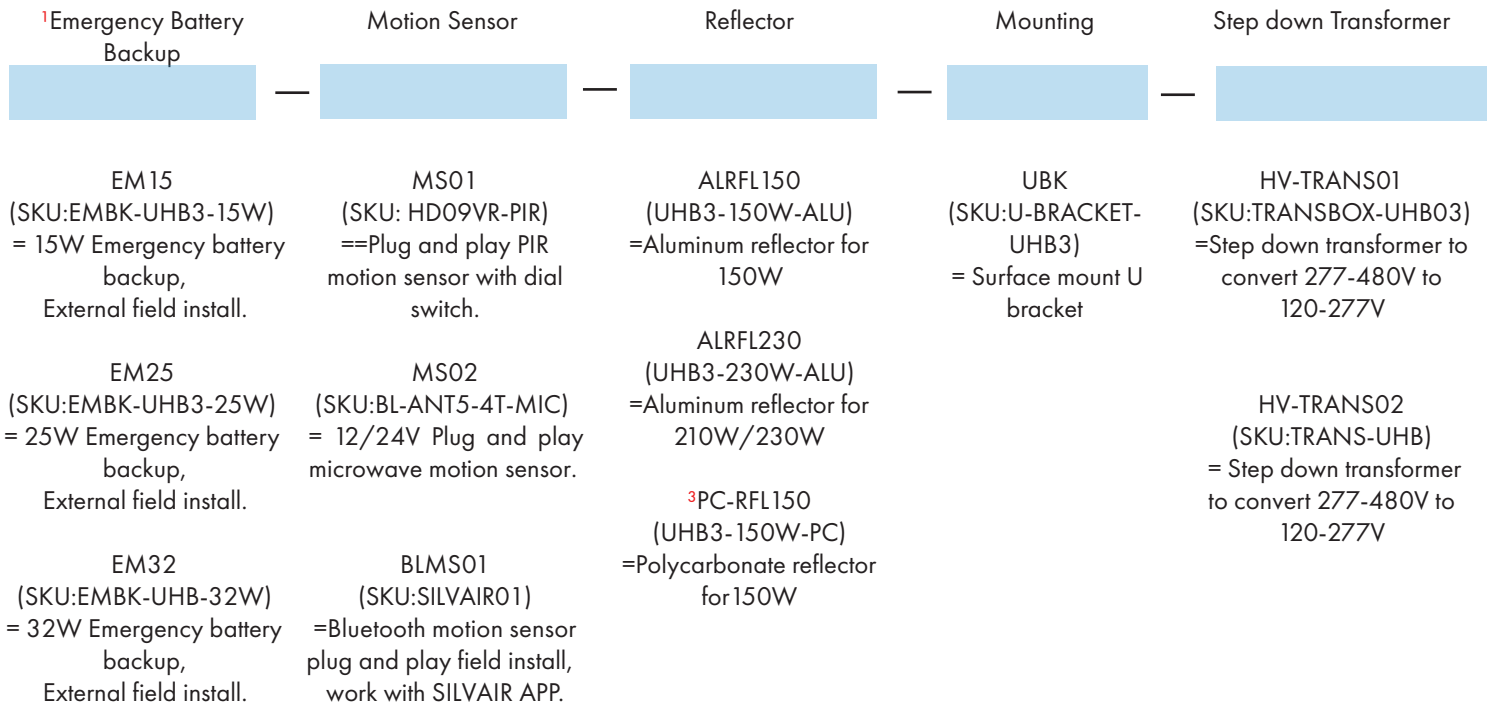 ¹Emergency Battery
Backup
Motion Sensor
Reflector
Mounting
Step down Transformer
— — — —
EM15
(SKU:EMBK-UHB3-15W)
= 15W Emergency battery
backup,
External field install.
EM25
(SKU:EMBK-UHB3-25W)
= 25W Emergency battery
backup,
External field install.
EM32
(SKU:EMBK-UHB-32W)
= 32W Emergency battery
backup,
External field install.
MS01
(SKU: HD09VR-PIR)
==Plug and play PIR
motion sensor with dial
switch.
MS02
(SKU:BL-ANT5-4T-MIC)
= 12/24V Plug and play
microwave motion sensor.
BLMS01
(SKU:SILVAIR01)
=Bluetooth motion sensor
plug and play field install,
work with SILVAIR APP.
ALRFL150
(UHB3-150W-ALU)
=Aluminum reflector for
150W
ALRFL230
(UHB3-230W-ALU)
=Aluminum reflector for
210W/230W
³PC-RFL150
(UHB3-150W-PC)
=Polycarbonate reflector
for150W
UBK
(SKU:U-BRACKET-
UHB3)
= Surface mount U
bracket
HV-TRANS01
(SKU:TRANSBOX-UHB03)
=Step down transformer to
convert 277-480V to
120-277V
HV-TRANS02
(SKU:TRANS-UHB)
= Step down transformer
to convert 277-480V to
120-277V